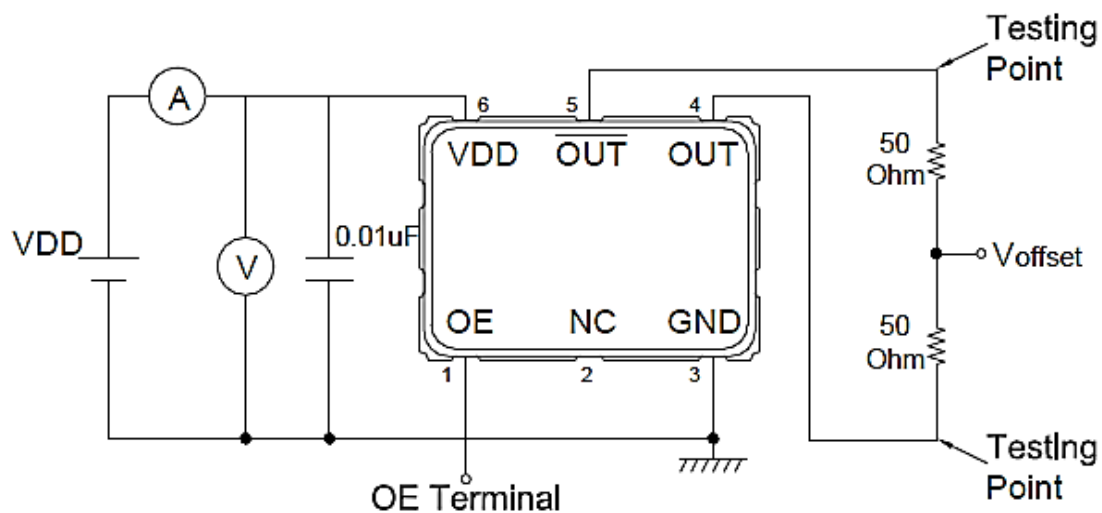 Testing
Point
A
6
5
4
VDD
OUT
OUT
50
Ohm
VDD
V
0.01uF
Voffset
OE
NC
GND
50
Ohm
1
2
3
OE Terminal
TestIng
Point